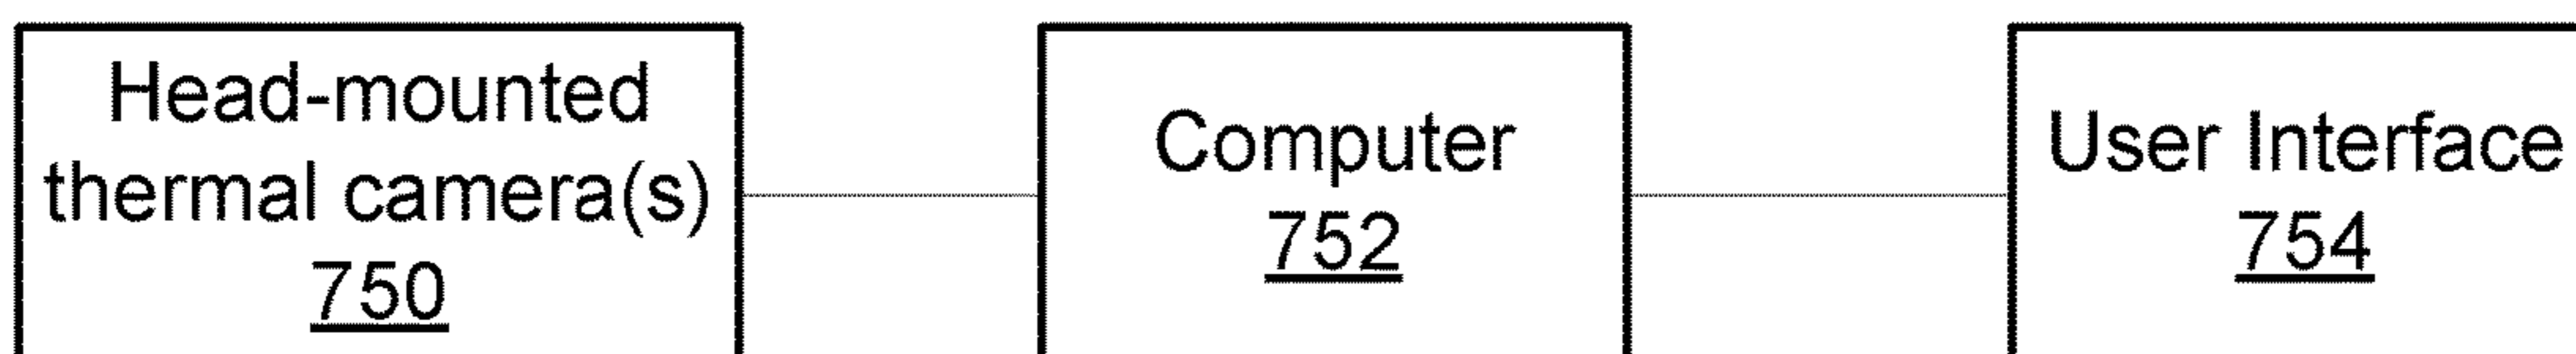 Head-mounted
thermal camera(s)
750
Computer
752
User Interface
754